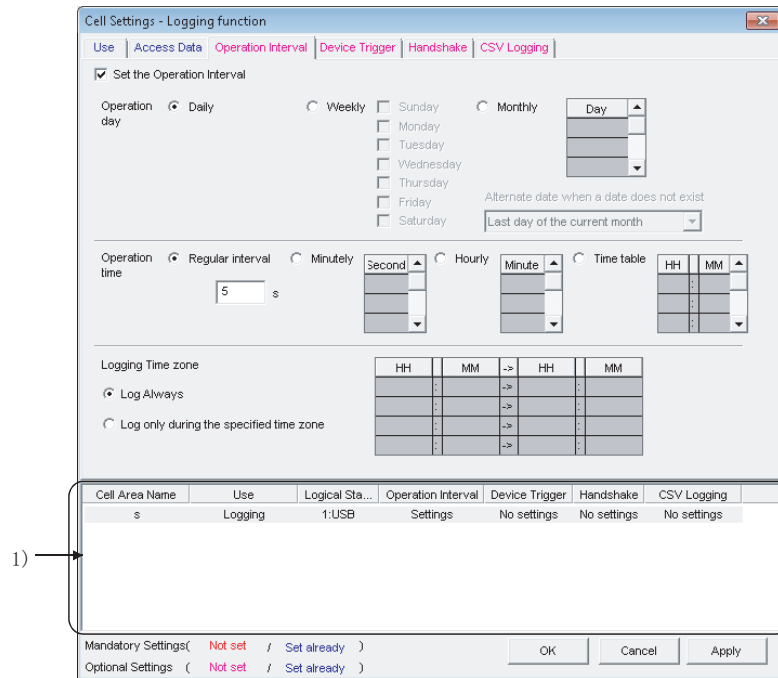 Cell Settings - Logging function
Use Access Data Operation Interval Device Trigger Handshake CSV Logging
Set the Operation Interval
Operation day Daily Weekly Sunday Monthly Day
Monday
Tuesday
Wednesday
Thursday
Friday Alternate date when a date does not exist
Saturday Last day of the current month
Operation time Regular interval Minutely Second Hourly Minute Time table HH MM
5 s :
:
:
Logging Time zone HH MM -> HH MM
Log Always : -> :
: -> :
Log only during the specified time zone : -> :
: -> :
Cell Area Name Use Logical Sta... Operation Interval Device Trigger Handshake CSV Logging
s Logging 1:USB Settings No settings No settings No settings
1)
Mandatory Settings( Not set / Set already ) OK Cancel Apply
Optional Settings ( Not set / Set already )